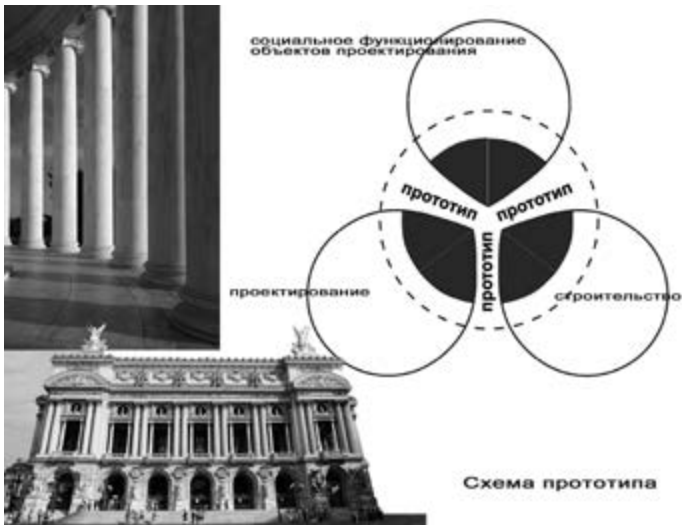 социальное функционирование
объектов проектирования
прототип
прототип
прототип
проектирование
строительство
Схема прототипа